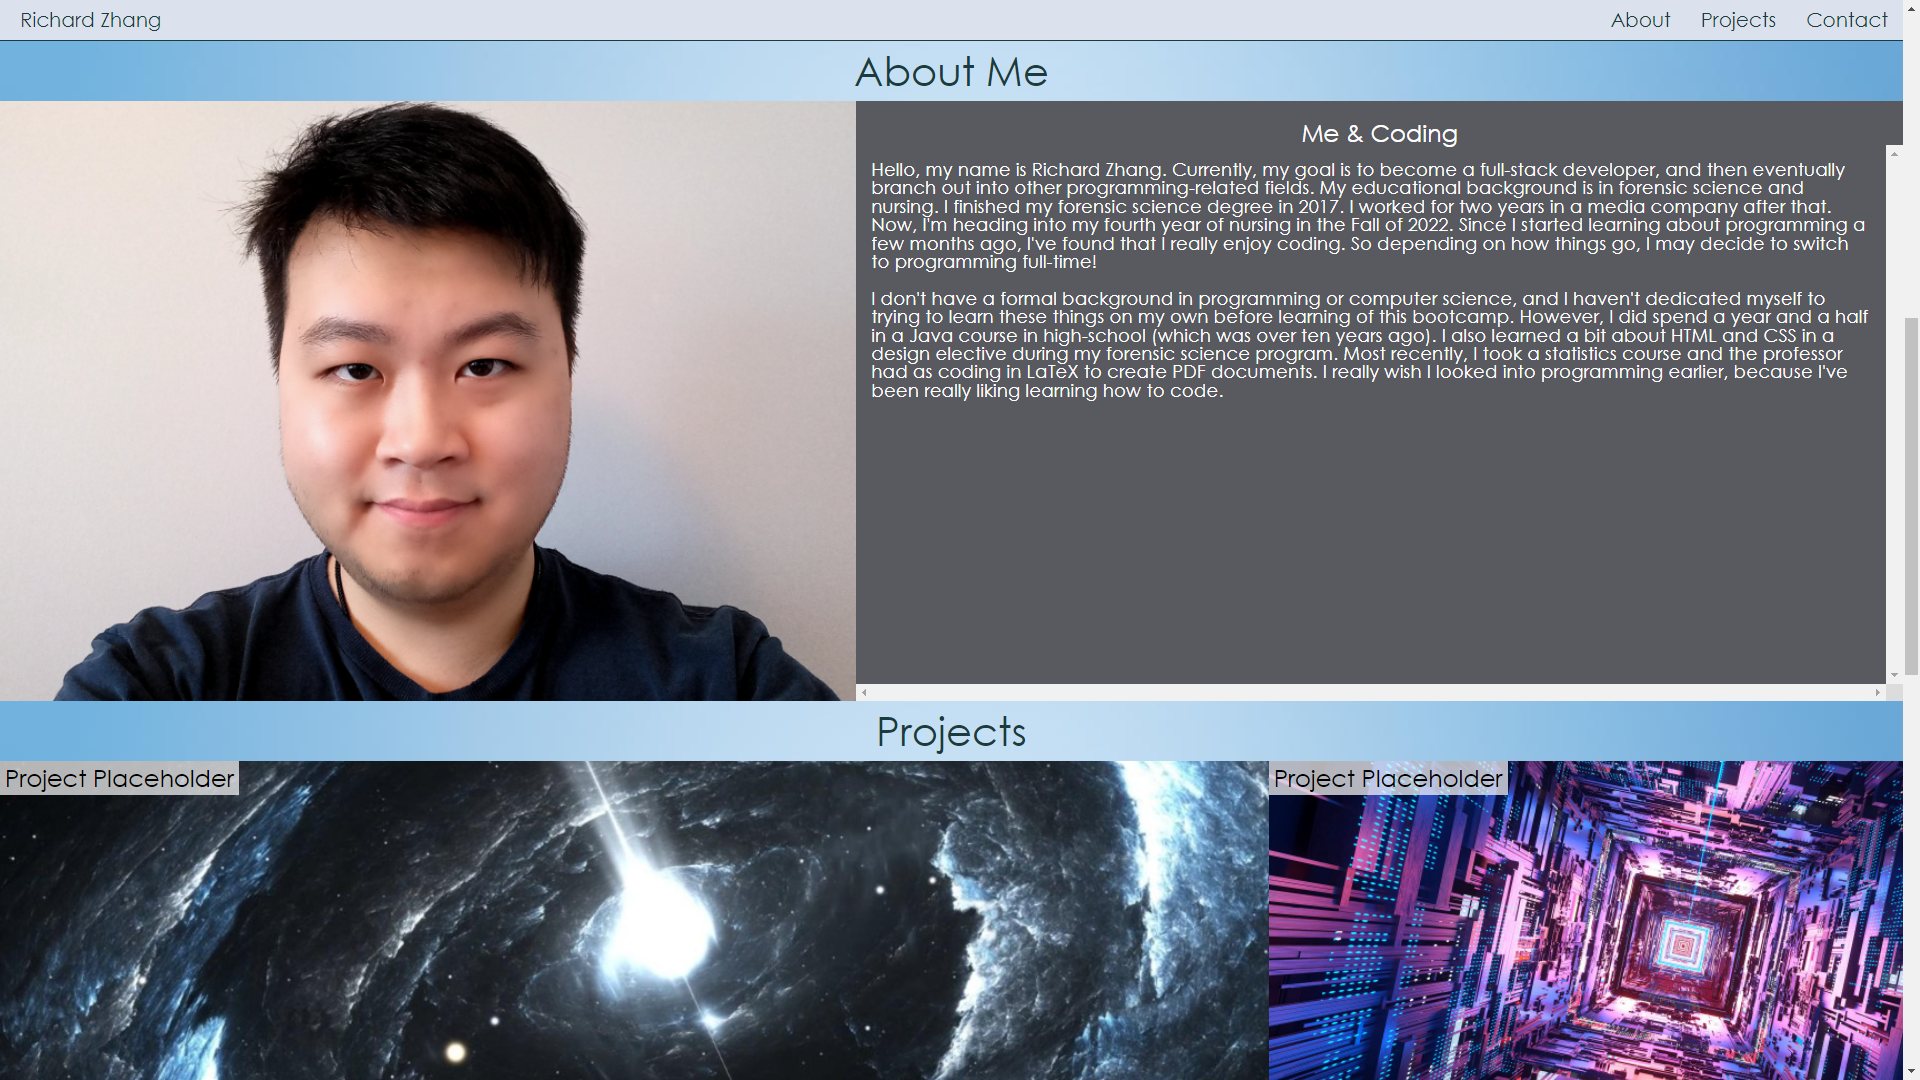 Richard Zhang
About Projects Contact
About Me
Me & Coding
Hello, my name is Richard Zhang. Currently, my goal is to become a full-stack developer, and then eventually
branch out into other programming-related fields. My educational background is in forensic science and
nursing. I finished my forensic science degree in 2017. I worked for two years in a media company after that.
Now, I'm heading into my fourth year of nursing in the Fall of 2022. Since I started learning about programming a
few months ago, I've found that I really enjoy coding. So depending on how things go, I may decide to switch
to programming full-time!
I don't have a formal background in programming or computer science, and I haven't dedicated myself to
trying to learn these things on my own before learning of this bootcamp. However, I did spend a year and a half
in a Java course in high-school (which was over ten years ago). I also learned a bit about HTML and CSS in a
design elective during my forensic science program. Most recently, I took a statistics course and the professor
had as coding in LaTeX to create PDF documents. I really wish I looked into programming earlier, because I've
been really liking learning how to code.
Projects
Project Placeholder
Project Placeholder